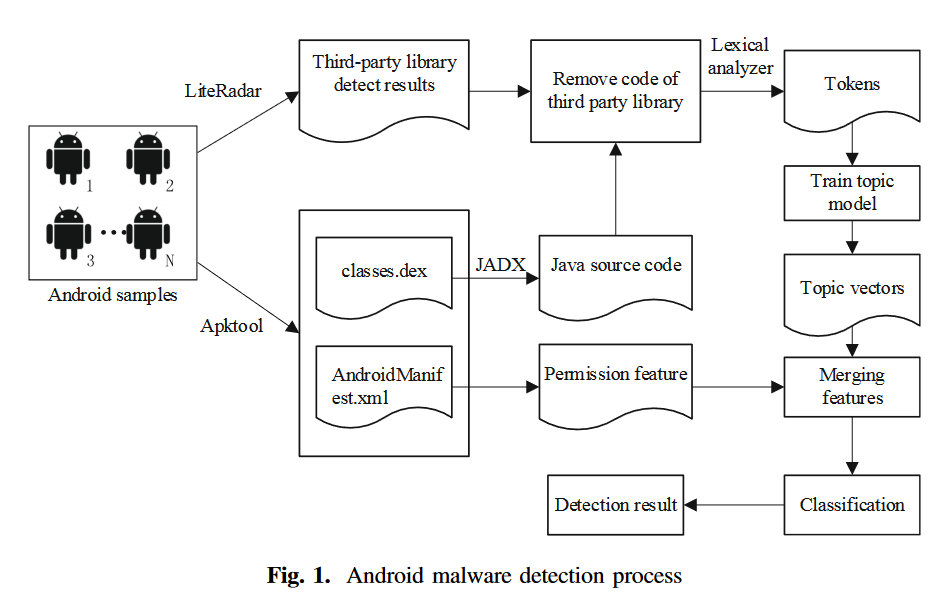 Third-party library
detect results
LiteRadar
Remove code of
third party library
Lexical
analyzer
Tokens
1
2
3
N
Android samples
Train topic
model
classes.dex
JADX
Java source code
Topic vectors
Apktool
AndroidManif
est.xml
Permission feature
Merging
features
Detection result
Classification
Fig. 1. Android malware detection process